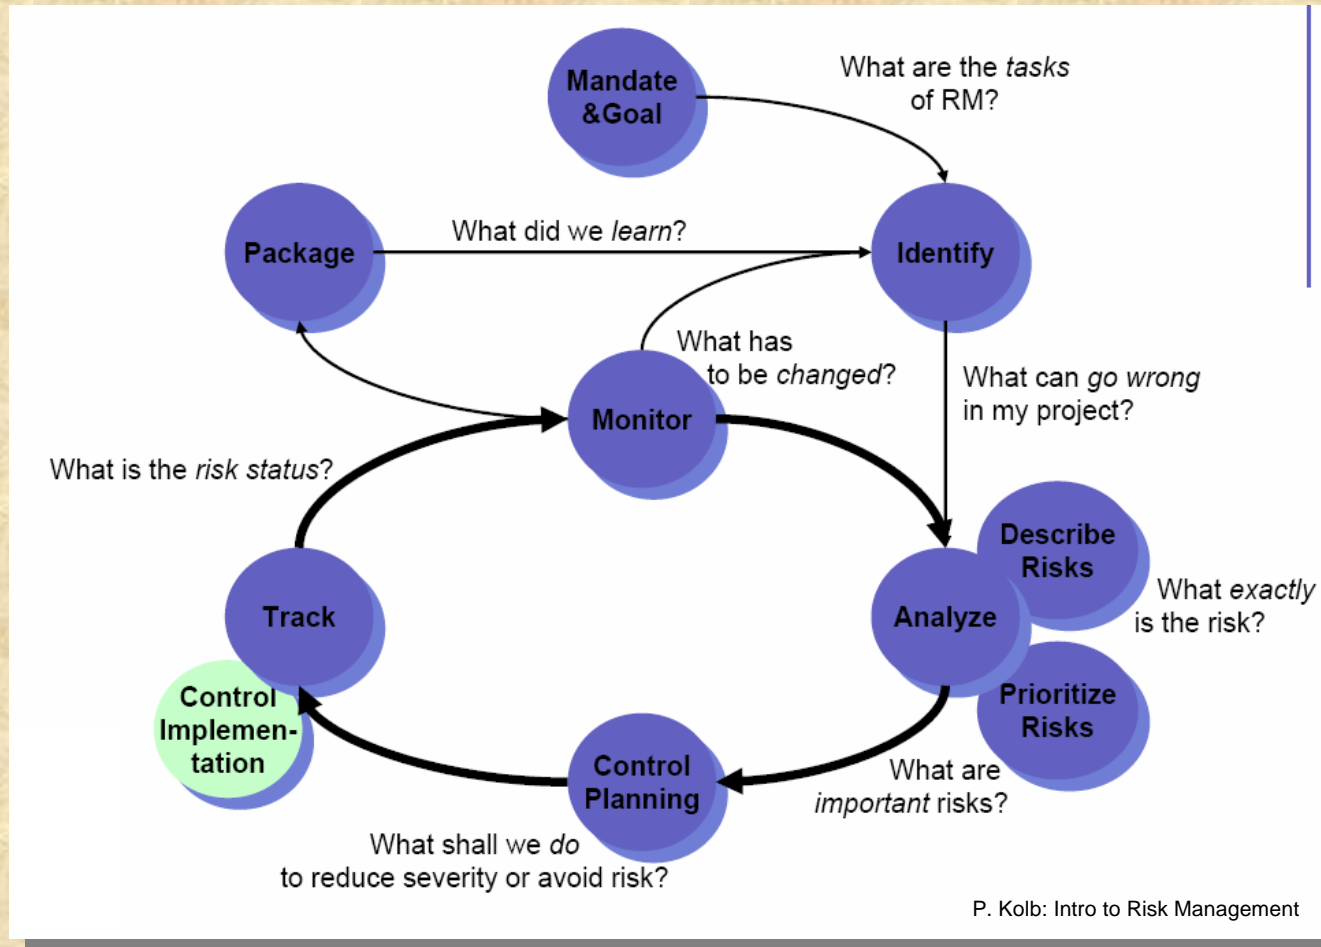 Mandate
&Goal
What are the tasks
of RM?
Package
What did we learn?
Identify
What has
to be changed?
Monitor
What can go wrong
in my project?
What is the risk status?
Describe
Risks
What exactly
is the risk?
Track
Analyze
Control
Implemen-
tation
Prioritize
Risks
Control
Planning
What are
important risks?
What shall we do
to reduce severity or avoid risk?
P. Kolb: Intro to Risk Management